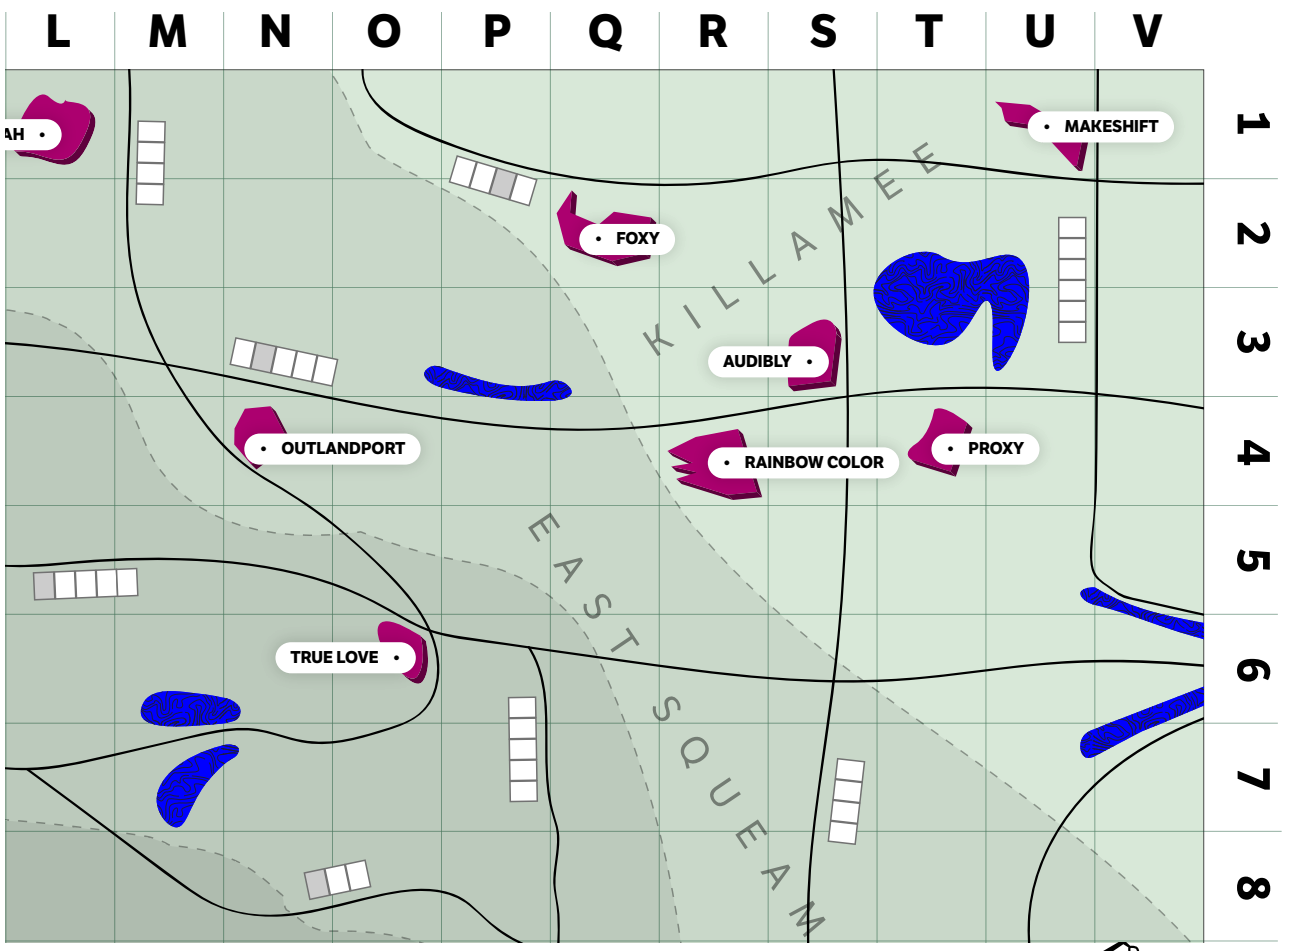 L M N O P Q R S T U V
1
AH
MAKESHIFT
KILLAMEE
2
FOXY
3
AUDIBLY
4
OUTLANDPORT
RAINBOW COLOR
PROXY
5
EAST SQUEAM
6
TRUE LOVE
7
8